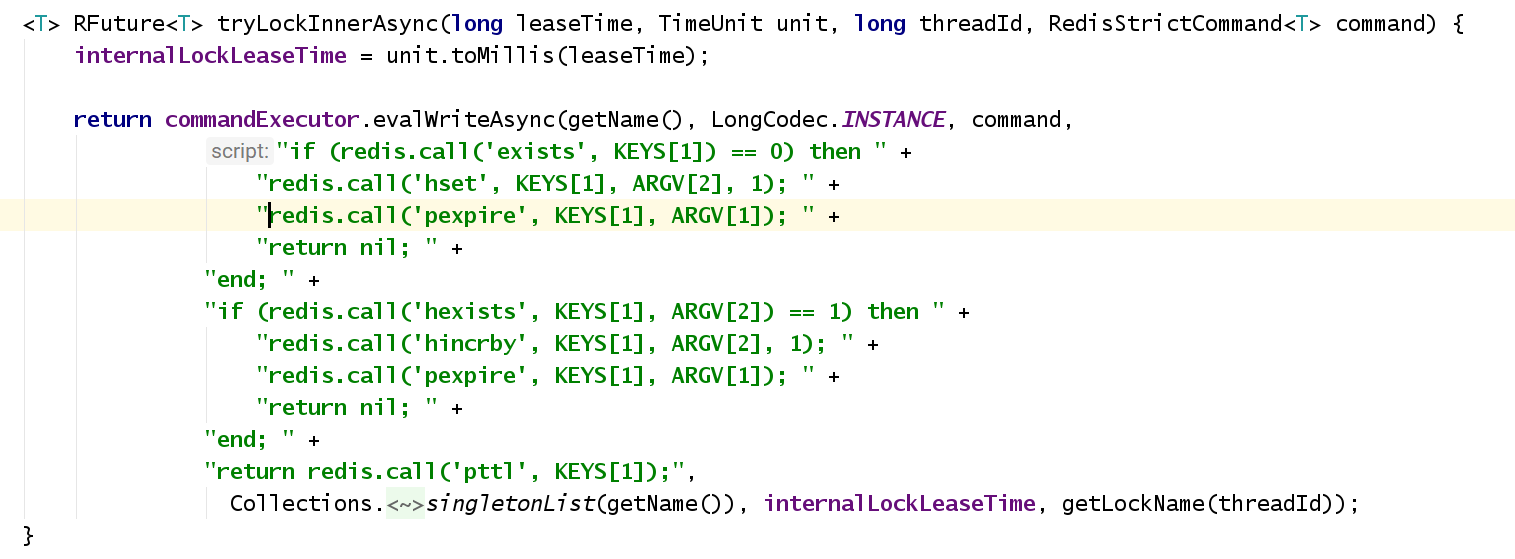 <T> RFuture<T> tryLockInnerAsync(long leaseTime, TimeUnit unit, long threadId, RedisStrictCommand<T> command) {
internalLockLeaseTime = unit.toMillis(leaseTime);
return commandExecutor.evalWriteAsync(getName(), LongCodec.INSTANCE, command,
script: "if (redis.call('exists', KEYS[1]) == 0) then " +
"redis.call('hset', KEYS[1], ARGV[2], 1); " +
"redis.call('pexpire', KEYS[1], ARGV[1]); " +
"return nil; " +
"end; " +
"if (redis.call('hexists', KEYS[1], ARGV[2]) == 1) then " +
"redis.call('hincrby', KEYS[1], ARGV[2], 1); " +
"redis.call('pexpire', KEYS[1], ARGV[1]); " +
"return nil; " +
"end; " +
"return redis.call('pttl', KEYS[1]);",
Collections.<~>singletonList(getName()), internalLockLeaseTime, getLockName(threadId));
}